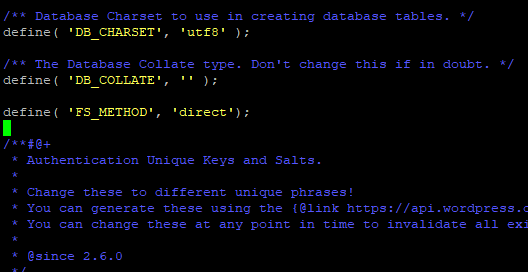 /** Database Charset to use in creating database tables. */
define( 'DB_CHARSET', 'utf8' );
/** The Database Collate type. Don't change this if in doubt. */
define( 'DB_COLLATE', '' );
define( 'FS_METHOD', 'direct');
/**#@+
 * Authentication Unique Keys and Salts.
 *
 * Change these to different unique phrases!
 * You can generate these using the {@link https://api.wordpress.
 * You can change these at any point in time to invalidate all exi
 *
 * @since 2.6.0
 */